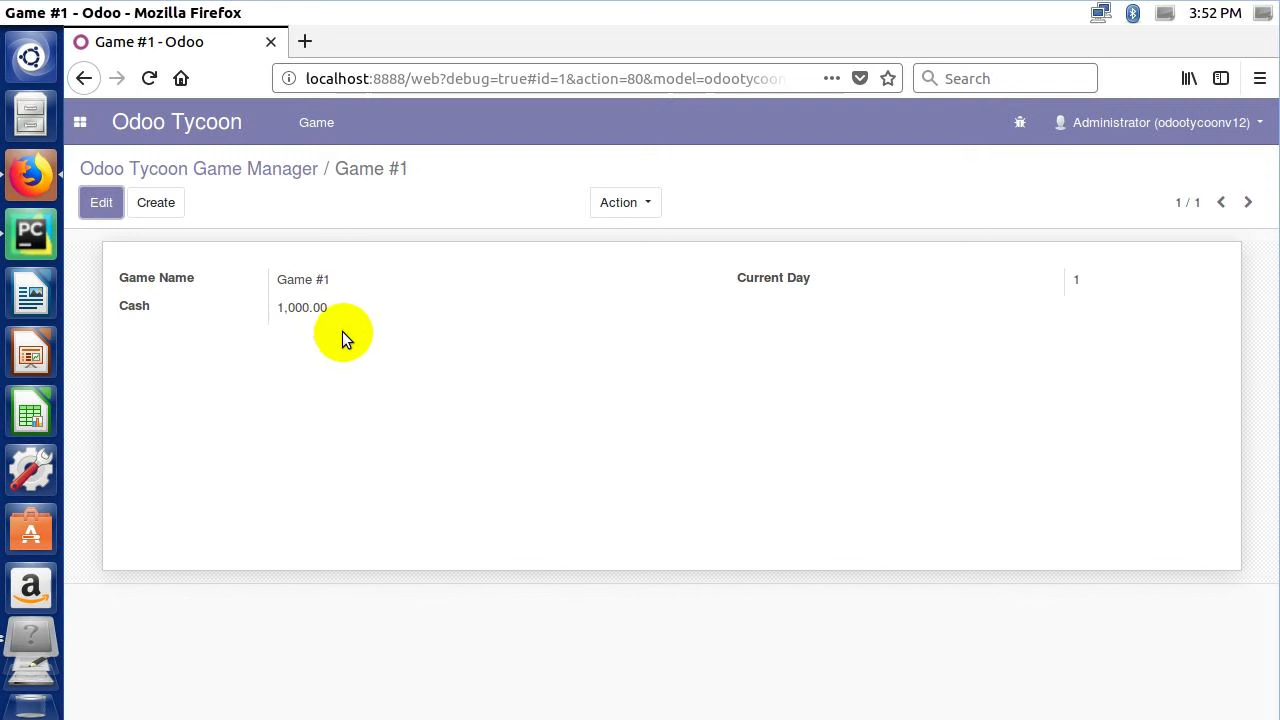 Game #1 - Odoo - Mozilla Firefox
3:52 PM
Game #1 - Odoo
localhost:8888/web?debug=true#id=1&action=80&model=odootycoon
Search
Odoo Tycoon
Game
Administrator (odootycoonv12)
Odoo Tycoon Game Manager / Game #1
Edit
Create
Action
1 / 1
Game Name
Game #1
Current Day
1
Cash
1,000.00
PC